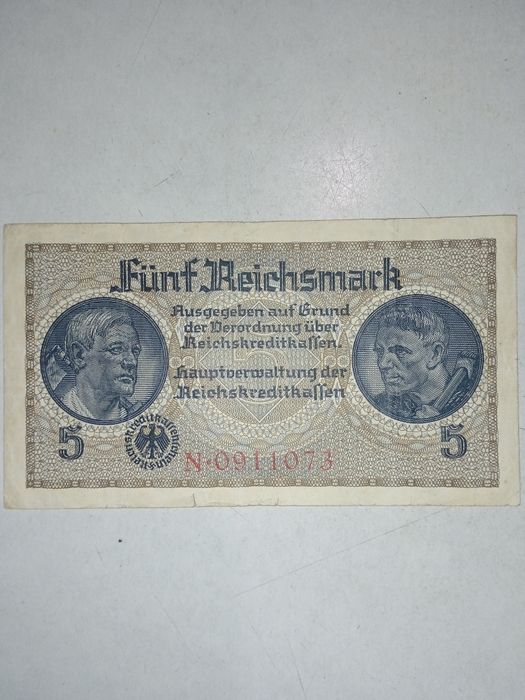 Fünf Reichsmark
Ausgegeben auf Grund
der Verordnung über
Reichskreditkassen.
Hauptverwaltung der
Reichskreditkassen
5
5
N·0911073